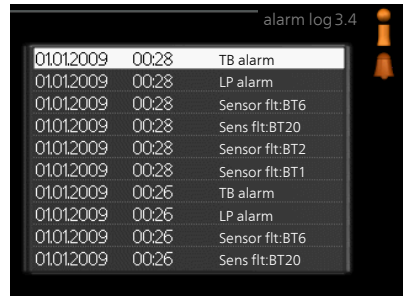 alarm log 3.4
01.01.2009 00:28 TB alarm
01.01.2009 00:28 LP alarm
01.01.2009 00:28 Sensor flt:BT6
01.01.2009 00:28 Sens flt:BT20
01.01.2009 00:28 Sensor flt:BT2
01.01.2009 00:28 Sensor flt:BT1
01.01.2009 00:26 TB alarm
01.01.2009 00:26 LP alarm
01.01.2009 00:26 Sensor flt:BT6
01.01.2009 00:26 Sens flt:BT20